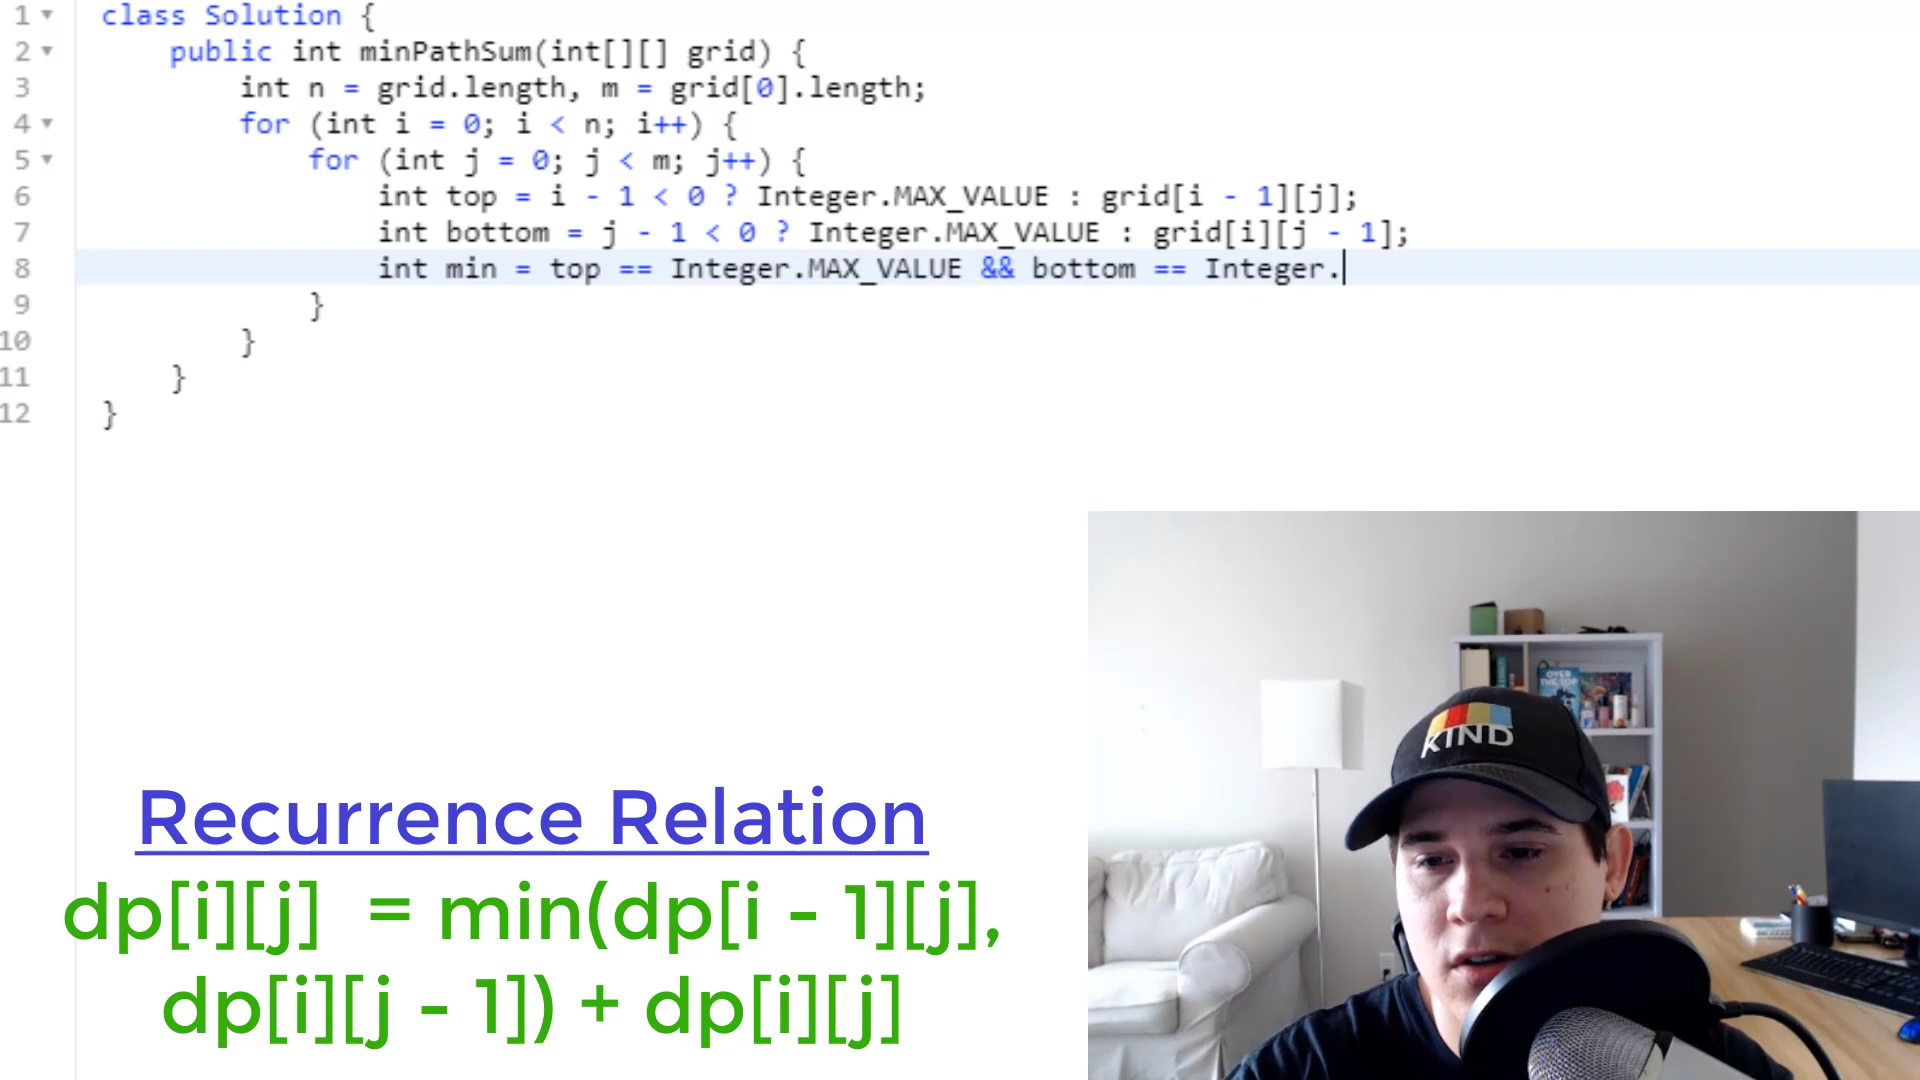 1 class Solution {
2 public int minPathSum(int[][] grid) {
3 int n = grid.length, m = grid[0].length;
4 for (int i = 0; i < n; i++) {
5 for (int j = 0; j < m; j++) {
6 int top = i - 1 < 0 ? Integer.MAX_VALUE : grid[i - 1][j];
7 int bottom = j - 1 < 0 ? Integer.MAX_VALUE : grid[i][j - 1];
8 int min = top == Integer.MAX_VALUE && bottom == Integer.
9 }
10 }
11 }
12 }
OVER
THE TOP
KIND
Recurrence Relation
dp[i][j] = min(dp[i - 1][j],
dp[i][j - 1]) + dp[i][j]